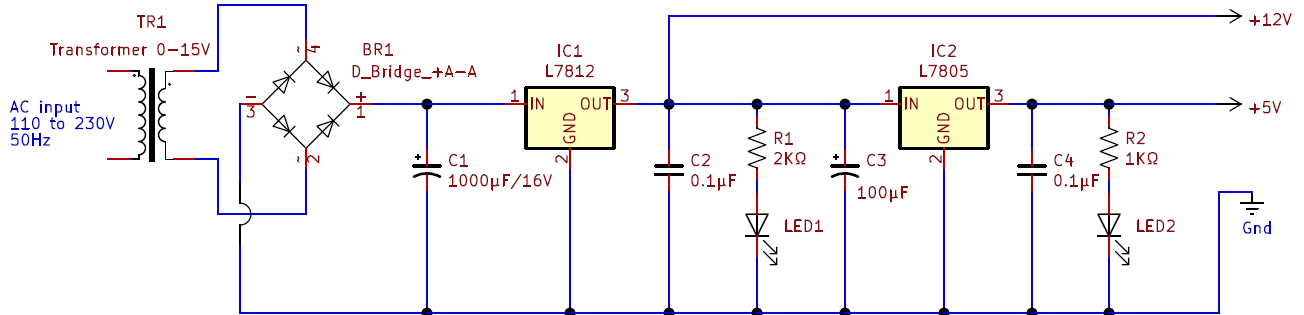 TR1
Transformer 0-15V
AC input
110 to 230V
50Hz
~
4
BR1
D_Bridge_+A-A
-
3
+
1
~
2
+
C1
1000µF/16V
IC1
L7812
1
IN
OUT
3
GND
2
C2
0.1µF
R1
2KΩ
LED1
+
C3
100µF
IC2
L7805
1
IN
OUT
3
GND
2
C4
0.1µF
R2
1KΩ
LED2
+12V
+5V
Gnd